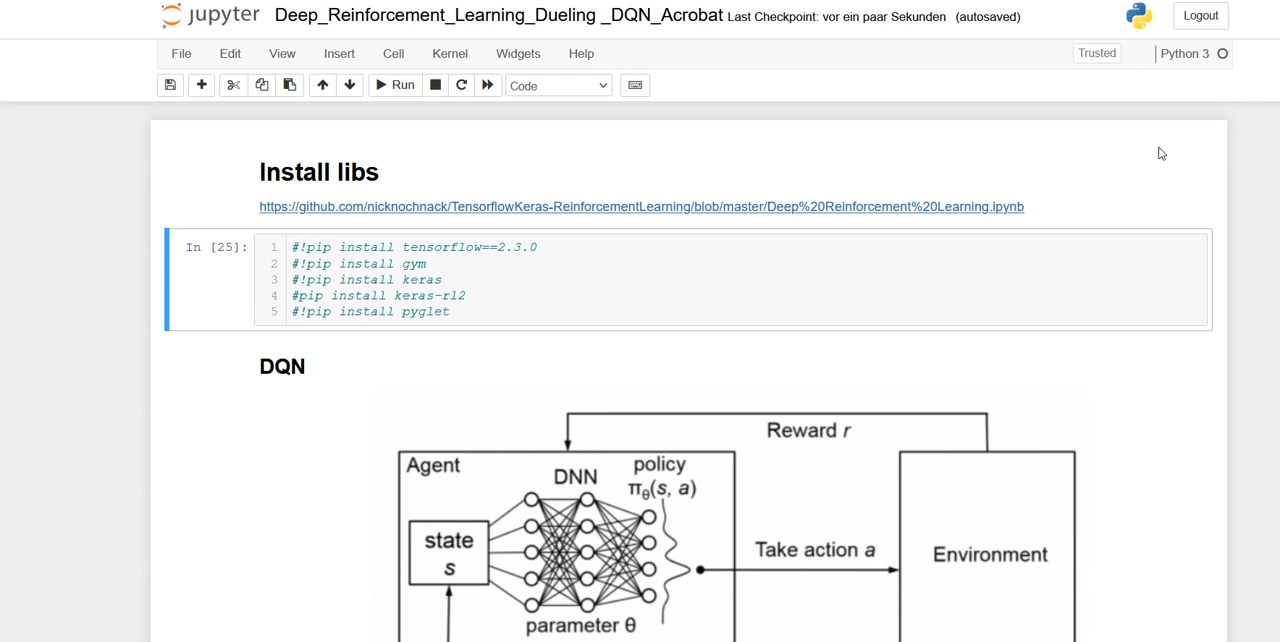 jupyter Deep_Reinforcement_Learning_Dueling _DQN_Acrobat Last Checkpoint: vor ein paar Sekunden (autosaved) Logout
File Edit View Insert Cell Kernel Widgets Help Trusted Python 3
Run Code
Install libs
https://github.com/nicknochnack/TensorflowKeras-ReinforcementLearning/blob/master/Deep%20Reinforcement%20Learning.ipynb
In [25]: 1 #!pip install tensorflow==2.3.0
2 #!pip install gym
3 #!pip install keras
4 #pip install keras-rl2
5 #!pip install pyglet
DQN
Reward r
Agent
DNN
policy
πθ(s, a)
state
s
Take action a
Environment
parameter θ